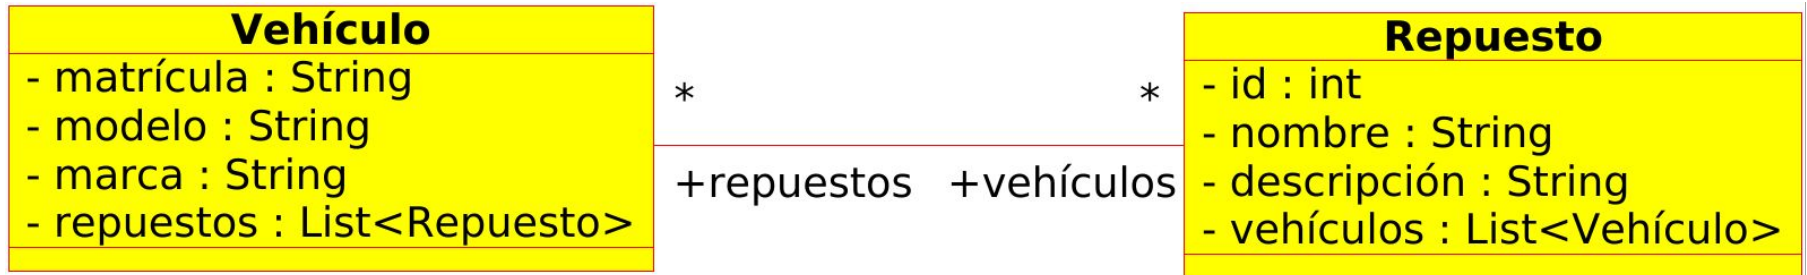 Vehículo
- matrícula : String
- modelo : String
- marca : String
- repuestos : List<Repuesto>
* *
+repuestos +vehículos
Repuesto
- id : int
- nombre : String
- descripción : String
- vehículos : List<Vehículo>